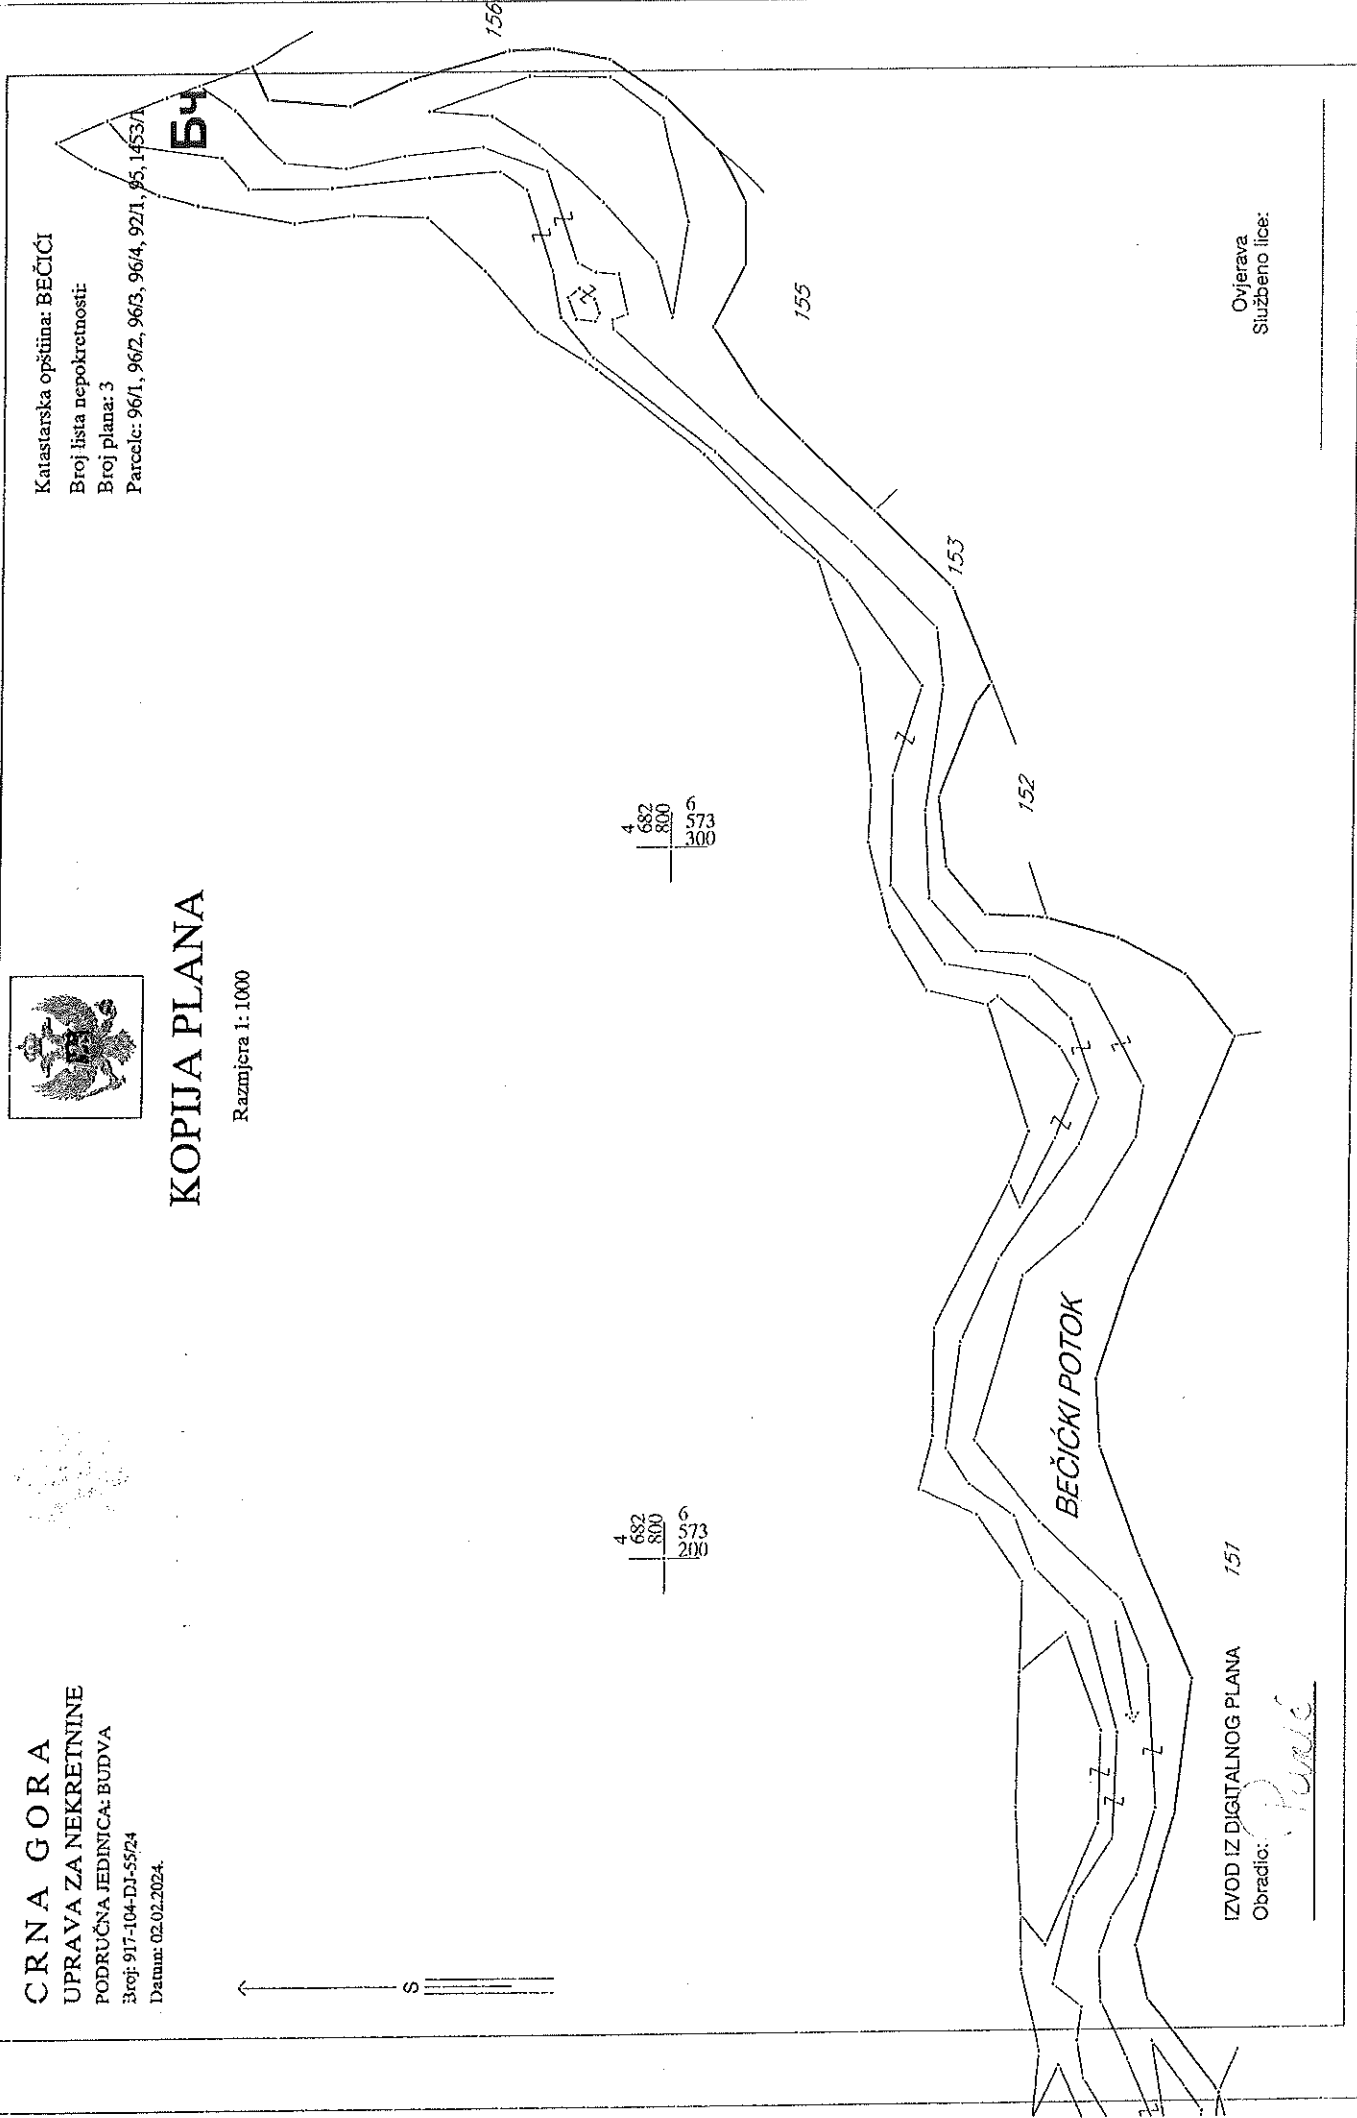 CRNA GORA
UPRAVA ZA NEKRETNINE
PODRUČNA JEDINICA: BUDVA
Broj: 917-104-DJ-55/24
Datum: 02.02.2024.
KOPIJA PLANA
Razmjera 1: 1000
Katastarska opština: BEČIĆI
Broj lista nepokretnosti:
Broj plana: 3
Parcele: 96/1, 96/2, 96/3, 96/4, 92/1, 95, 1453/1
БЧ
S
4
682
800
6
573
200
4
682
800
6
573
300
156
155
153
152
BEČIĆKI POTOK
151
IZVOD IZ DIGITALNOG PLANA
Obradio:
Ovjerava
Službeno lice: